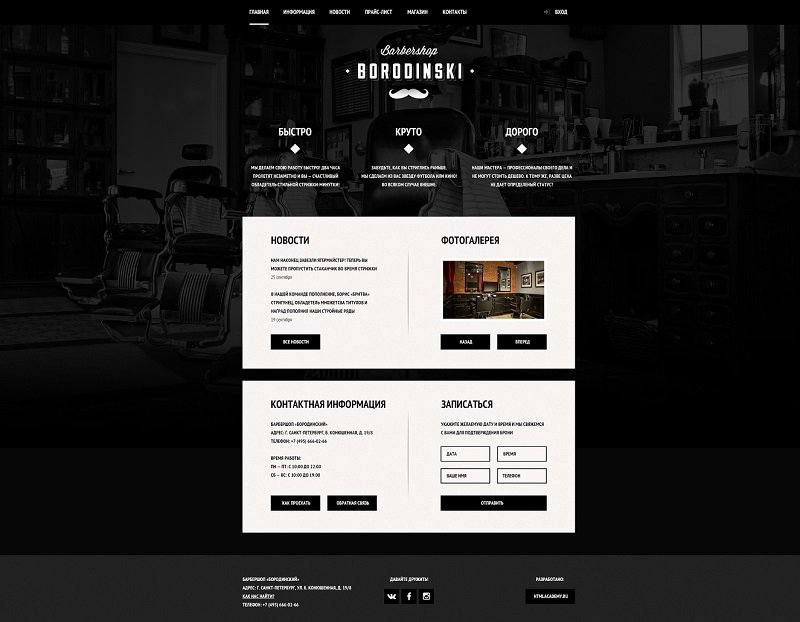 ГЛАВНАЯ ИНФОРМАЦИЯ НОВОСТИ ПРАЙС-ЛИСТ МАГАЗИН КОНТАКТЫ ВХОД
Barbershop
BORODINSKI
БЫСТРО
МЫ ДЕЛАЕМ СВОЮ РАБОТУ БЫСТРО! ДВА ЧАСА
ПРОЛЕТЯТ НЕЗАМЕТНО И ВЫ — СЧАСТЛИВЫЙ
ОБЛАДАТЕЛЬ СТИЛЬНОЙ СТРИЖКИ-МИНУТКИ!
КРУТО
ЗАБУДЬТЕ, КАК ВЫ СТРИГЛИСЬ РАНЬШЕ.
МЫ СДЕЛАЕМ ИЗ ВАС ЗВЕЗДУ ФУТБОЛА ИЛИ КИНО!
ВО ВСЯКОМ СЛУЧАЕ ВНЕШНЕ.
ДОРОГО
НАШИ МАСТЕРА — ПРОФЕССИОНАЛЫ СВОЕГО ДЕЛА И
НЕ МОГУТ СТОИТЬ ДЕШЕВО. К ТОМУ ЖЕ, РАЗВЕ ЦЕНА
НЕ ДАЕТ ОПРЕДЕЛЕННЫЙ СТАТУС?
НОВОСТИ
НАМ НАКОНЕЦ ЗАВЕЗЛИ ЯГЕРМАЙСТЕР! ТЕПЕРЬ ВЫ
МОЖЕТЕ ПРОПУСТИТЬ СТАКАНЧИК ВО ВРЕМЯ СТРИЖКИ
25 сентября
В НАШЕЙ КОМАНДЕ ПОПОЛНЕНИЕ, БОРИС «БРИТВА»
СТРИГУНЕЦ, ОБЛАДАТЕЛЬ МНОЖЕСТВА ТИТУЛОВ И
НАГРАД ПОПОЛНИЛ НАШИ СТРОЙНЫЕ РЯДЫ
19 сентября
ВСЕ НОВОСТИ
ФОТОГАЛЕРЕЯ
НАЗАД ВПЕРЕД
КОНТАКТНАЯ ИНФОРМАЦИЯ
БАРБЕРШОП «БОРОДИНСКИЙ»
АДРЕС: Г. САНКТ-ПЕТЕРБУРГ, Б. КОНЮШЕННАЯ, Д. 19/8
ТЕЛЕФОН: +7 (495) 666-02-66
ВРЕМЯ РАБОТЫ:
ПН — ПТ: С 10:00 ДО 22:00
СБ — ВС: С 10:00 ДО 19:00
КАК ПРОЕХАТЬ ОБРАТНАЯ СВЯЗЬ
ЗАПИСАТЬСЯ
УКАЖИТЕ ЖЕЛАЕМУЮ ДАТУ И ВРЕМЯ И МЫ СВЯЖЕМСЯ
С ВАМИ ДЛЯ ПОДТВЕРЖДЕНИЯ БРОНИ
ДАТА ВРЕМЯ
ВАШЕ ИМЯ ТЕЛЕФОН
ОТПРАВИТЬ
БАРБЕРШОП «БОРОДИНСКИЙ»
АДРЕС: Г. САНКТ-ПЕТЕРБУРГ, УЛ. Б. КОНЮШЕННАЯ, Д. 19/8
КАК НАС НАЙТИ?
ТЕЛЕФОН: +7 (495) 666-02-66
ДАВАЙТЕ ДРУЖИТЬ!
РАЗРАБОТАНО:
HTMLACADEMY.RU